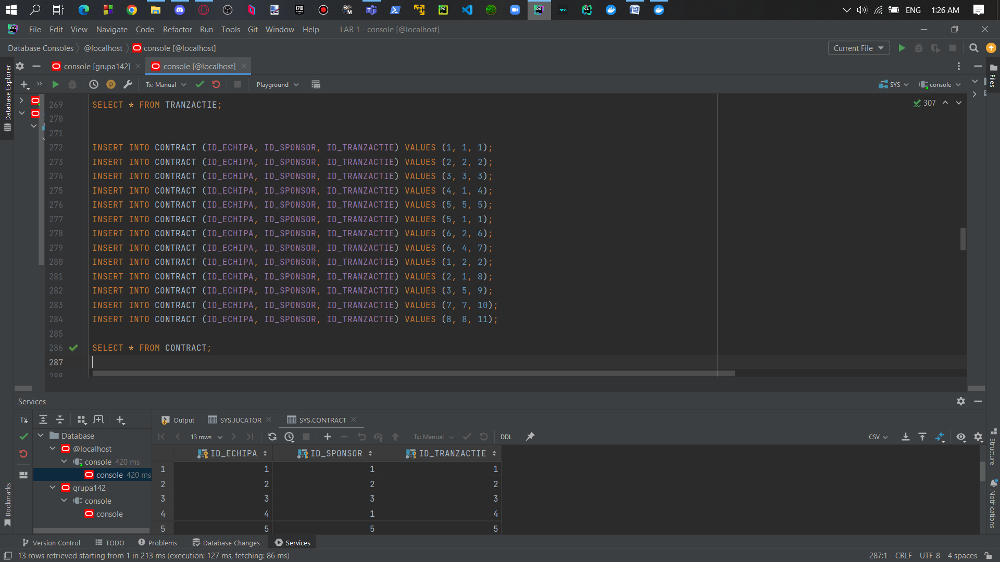 ENG 1:26 AM
File Edit View Navigate Code Refactor Run Tools Git Window Help LAB 1 - console [@localhost]
Database Consoles @localhost console [@localhost] Current File
console [grupa142] console [@localhost]
Tx: Manual Playground SYS console
Database Explorer
Files
307
269 SELECT * FROM TRANZACTIE;
270
271
272 INSERT INTO CONTRACT (ID_ECHIPA, ID_SPONSOR, ID_TRANZACTIE) VALUES (1, 1, 1);
273 INSERT INTO CONTRACT (ID_ECHIPA, ID_SPONSOR, ID_TRANZACTIE) VALUES (2, 2, 2);
274 INSERT INTO CONTRACT (ID_ECHIPA, ID_SPONSOR, ID_TRANZACTIE) VALUES (3, 3, 3);
275 INSERT INTO CONTRACT (ID_ECHIPA, ID_SPONSOR, ID_TRANZACTIE) VALUES (4, 1, 4);
276 INSERT INTO CONTRACT (ID_ECHIPA, ID_SPONSOR, ID_TRANZACTIE) VALUES (5, 5, 5);
277 INSERT INTO CONTRACT (ID_ECHIPA, ID_SPONSOR, ID_TRANZACTIE) VALUES (5, 1, 1);
278 INSERT INTO CONTRACT (ID_ECHIPA, ID_SPONSOR, ID_TRANZACTIE) VALUES (6, 2, 6);
279 INSERT INTO CONTRACT (ID_ECHIPA, ID_SPONSOR, ID_TRANZACTIE) VALUES (6, 4, 7);
280 INSERT INTO CONTRACT (ID_ECHIPA, ID_SPONSOR, ID_TRANZACTIE) VALUES (1, 2, 2);
281 INSERT INTO CONTRACT (ID_ECHIPA, ID_SPONSOR, ID_TRANZACTIE) VALUES (2, 1, 8);
282 INSERT INTO CONTRACT (ID_ECHIPA, ID_SPONSOR, ID_TRANZACTIE) VALUES (3, 5, 9);
283 INSERT INTO CONTRACT (ID_ECHIPA, ID_SPONSOR, ID_TRANZACTIE) VALUES (7, 7, 10);
284 INSERT INTO CONTRACT (ID_ECHIPA, ID_SPONSOR, ID_TRANZACTIE) VALUES (8, 8, 11);
285
286 SELECT * FROM CONTRACT;
287
288
Services
Tx
Database
@localhost
console 420 ms
console 420 ms
grupa142
console
console
Output SYS.JUCATOR SYS.CONTRACT
13 rows Tx: Manual DDL CSV
ID_ECHIPA ID_SPONSOR ID_TRANZACTIE
1 1 1 1
2 2 2 2
3 3 3 3
4 4 1 4
5 5 5 5
Structure
Notifications
Bookmarks
Version Control TODO Problems Database Changes Services
13 rows retrieved starting from 1 in 213 ms (execution: 127 ms, fetching: 86 ms) 287:1 CRLF UTF-8 4 spaces